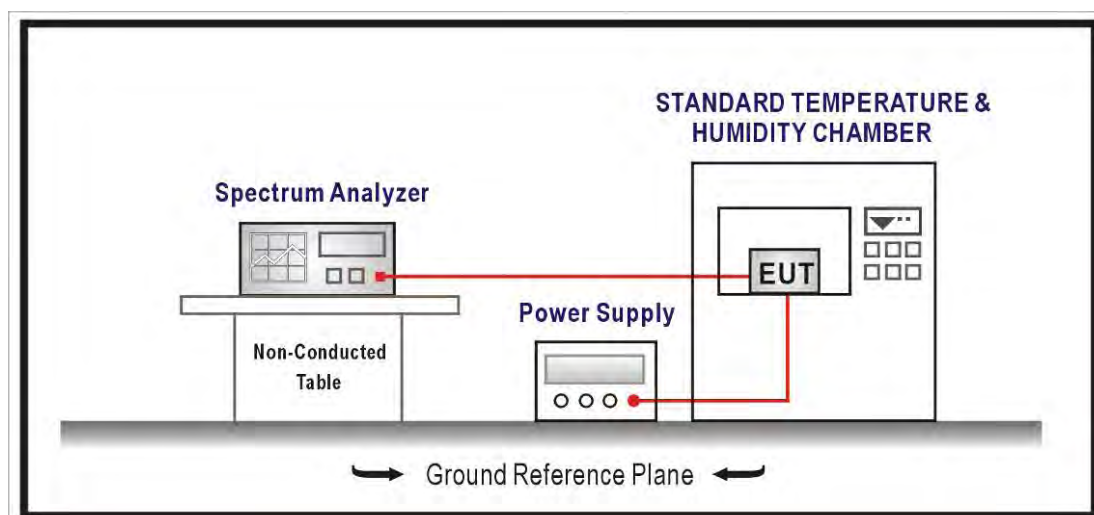 STANDARD TEMPERATURE &
HUMIDITY CHAMBER
Spectrum Analyzer
EUT
Power Supply
Non-Conducted
Table
Ground Reference Plane